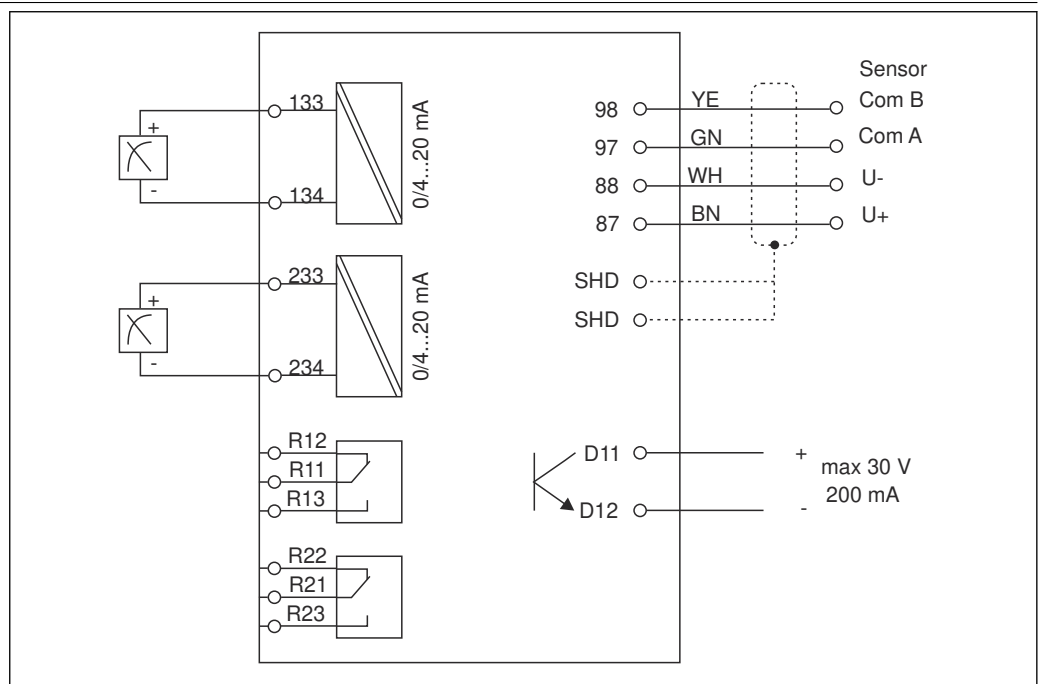 133
+
-
134
0/4...20 mA
233
+
-
234
0/4...20 mA
R12
R11
R13
R22
R21
R23
Sensor
98 YE Com B
97 GN Com A
88 WH U-
87 BN U+
SHD
SHD
D11 +
max 30 V
200 mA
D12 -